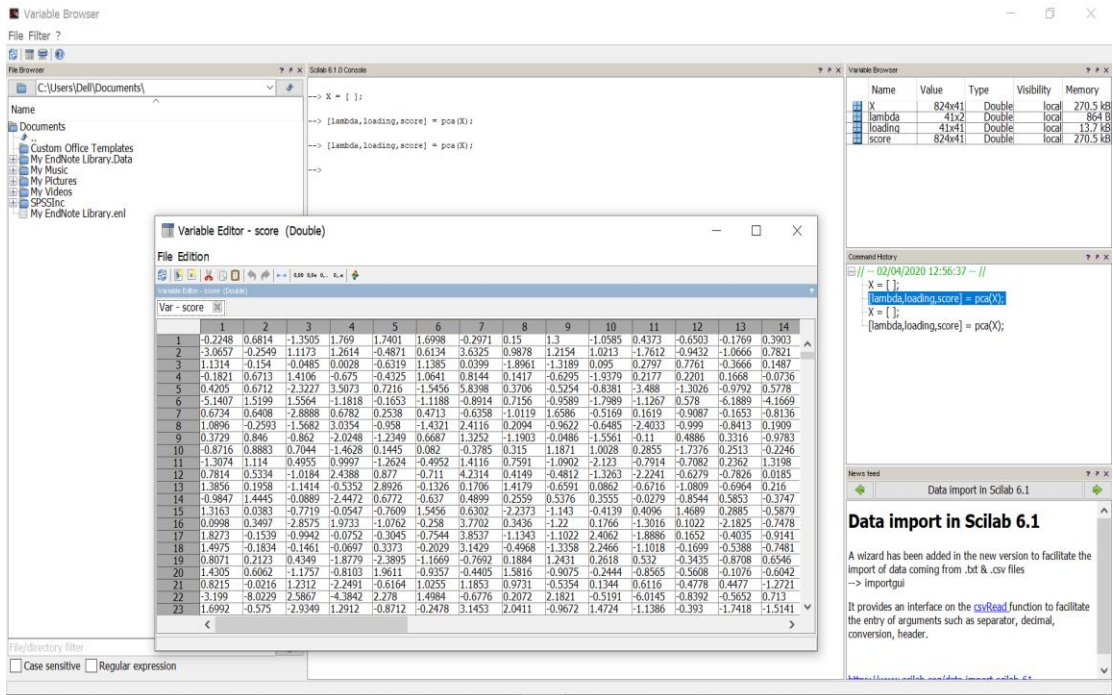 Variable Browser
File Filter ?
File Browser ? ↗ X
C:\Users\Dell\Documents\
Name
Documents
..
Custom Office Templates
My EndNote Library.Data
My Music
My Pictures
My Videos
SPSSInc
My EndNote Library.enl
File/directory filter
Case sensitive Regular expression
Scilab 6.1.0 Console ? ↗ X
--> X = [ ];
--> [lambda,loading,score] = pca(X);
--> [lambda,loading,score] = pca(X);
-->
Variable Browser ? ↗ X
Name Value Type Visibility Memory
X 824x41 Double local 270.5 kB
lambda 41x2 Double local 864 B
loading 41x41 Double local 13.7 kB
score 824x41 Double local 270.5 kB
Command History ? ↗ X
// -- 02/04/2020 12:56:37 -- //
X = [ ];
[lambda,loading,score] = pca(X);
X = [ ];
[lambda,loading,score] = pca(X);
News feed ? ↗ X
Data import in Scilab 6.1
Data import in Scilab 6.1
A wizard has been added in the new version to facilitate the
import of data coming from .txt & .csv files
--> importgui
It provides an interface on the csvRead function to facilitate
the entry of arguments such as separator, decimal,
conversion, header.
Variable Editor - score (Double)
File Edition
Variable Editor - score (Double) ?
Var - score
1 2 3 4 5 6 7 8 9 10 11 12 13 14
1 -0.2248 0.6814 -1.3505 1.769 1.7401 1.6998 -0.2971 0.15 1.3 -1.0585 0.4373 -0.6503 -0.1769 0.3903
2 -3.0657 -0.2549 1.1173 1.2614 -0.4871 0.6134 3.6325 0.9878 1.2154 1.0213 -1.7612 -0.9432 -1.0666 0.7821
3 1.1314 -0.154 -0.0485 0.0028 -0.6319 1.1385 0.0399 -1.8961 -1.3189 0.095 0.2797 0.7761 -0.3666 0.1487
4 -0.1821 0.6713 1.4106 -0.675 -0.4325 1.0641 0.8144 0.1417 -0.6295 -1.9379 0.2177 0.2201 0.1668 -0.0736
5 0.4205 0.6712 -2.3227 3.5073 0.7216 -1.5456 5.8398 0.3706 -0.5254 -0.8381 -3.488 -1.3026 -0.9792 0.5778
6 -5.1407 1.5199 1.5564 -1.1818 -0.1653 -1.1188 -0.8914 0.7156 -0.9589 -1.7989 -1.1267 0.578 -6.1889 -4.1669
7 0.6734 0.6408 -2.8888 0.6782 0.2538 0.4713 -0.6358 -1.0119 1.6586 -0.5169 0.1619 -0.9087 -0.1653 -0.8136
8 1.0896 -0.2593 -1.5682 3.0354 -0.958 -1.4321 2.4116 0.2094 -0.9622 -0.6485 -2.4033 -0.999 -0.8413 0.1909
9 0.3729 0.846 -0.862 -2.0248 -1.2349 0.6687 1.3252 -1.1903 -0.0486 -1.5561 -0.11 0.4886 0.3316 -0.9783
10 -0.8716 0.8883 0.7044 -1.4628 0.1445 0.082 -0.3785 0.315 1.1871 1.0028 0.2855 -1.7376 0.2513 -0.2246
11 -1.3074 1.114 0.4955 0.9997 -1.2624 -0.4952 1.4116 0.7591 -1.0902 -2.123 -0.7914 -0.7082 0.2362 1.3198
12 0.7814 0.5334 -1.0184 2.4388 0.877 -0.711 4.2314 0.4149 -0.4812 -1.3263 -2.2241 -0.6279 -0.7826 0.0185
13 1.3856 0.1958 -1.1414 -0.5352 2.8926 -0.1326 0.1706 1.4179 -0.6591 0.0862 -0.6716 -1.0809 -0.6964 0.216
14 -0.9847 1.4445 -0.0889 -2.4472 0.6772 -0.637 0.4899 0.2559 0.5376 0.3555 -0.0279 -0.8544 0.5853 -0.3747
15 1.3163 0.0383 -0.7719 -0.0547 -0.7609 1.5456 0.6302 -2.2373 -1.143 -0.4139 0.4096 1.4689 0.2885 -0.5879
16 0.0998 0.3497 -2.8575 1.9733 -1.0762 -0.258 3.7702 0.3436 -1.22 0.1766 -1.3016 0.1022 -2.1825 -0.7478
17 1.8273 -0.1539 -0.9942 -0.0752 -0.3045 -0.7544 3.8537 -1.1343 -1.1022 2.4062 -1.8886 0.1652 -0.4035 -0.9141
18 1.4975 -0.1834 -0.1461 -0.0697 0.3373 -0.2029 3.1429 -0.4968 -1.3358 2.2466 -1.1018 -0.1699 -0.5388 -0.7481
19 0.8071 0.2123 0.4349 -1.8779 -2.3895 -1.1669 -0.7692 0.1884 1.2431 0.2618 0.532 -0.3435 -0.8708 0.6546
20 1.4305 0.6062 -1.1757 -0.8103 1.9611 -0.9357 -0.4405 1.5816 -0.9075 -0.2444 -0.8565 -0.5608 -0.1076 -0.6042
21 0.8215 -0.0216 1.2312 -2.2491 -0.6164 1.0255 1.1853 0.9731 -0.5354 0.1344 0.6116 -0.4778 0.4477 -1.2721
22 -3.199 -8.0229 2.5867 -4.3842 2.278 1.4984 -0.6776 0.2072 2.1821 -0.5191 -6.0145 -0.8392 -0.5652 0.713
23 1.6992 -0.575 -2.9349 1.2912 -0.8712 -0.2478 3.1453 2.0411 -0.9672 1.4724 -1.1386 -0.393 -1.7418 -1.5141